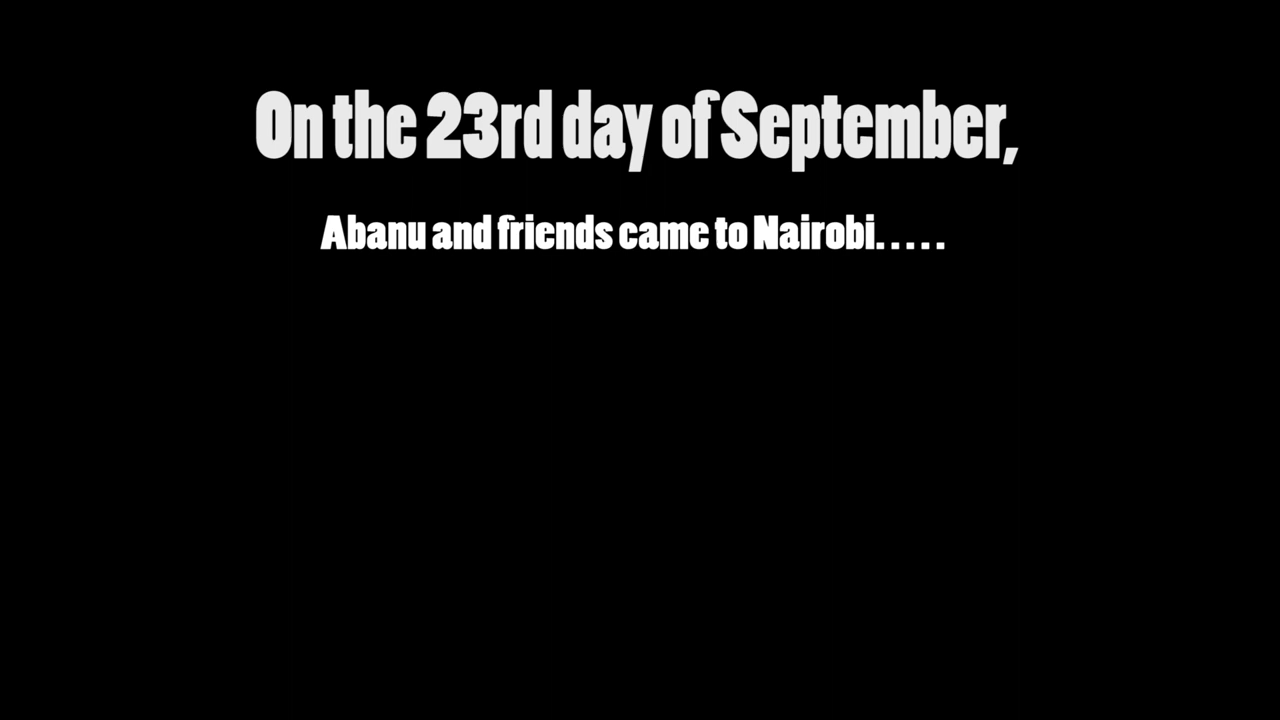 On the 23rd day of September,
Abanu and friends came to Nairobi.....